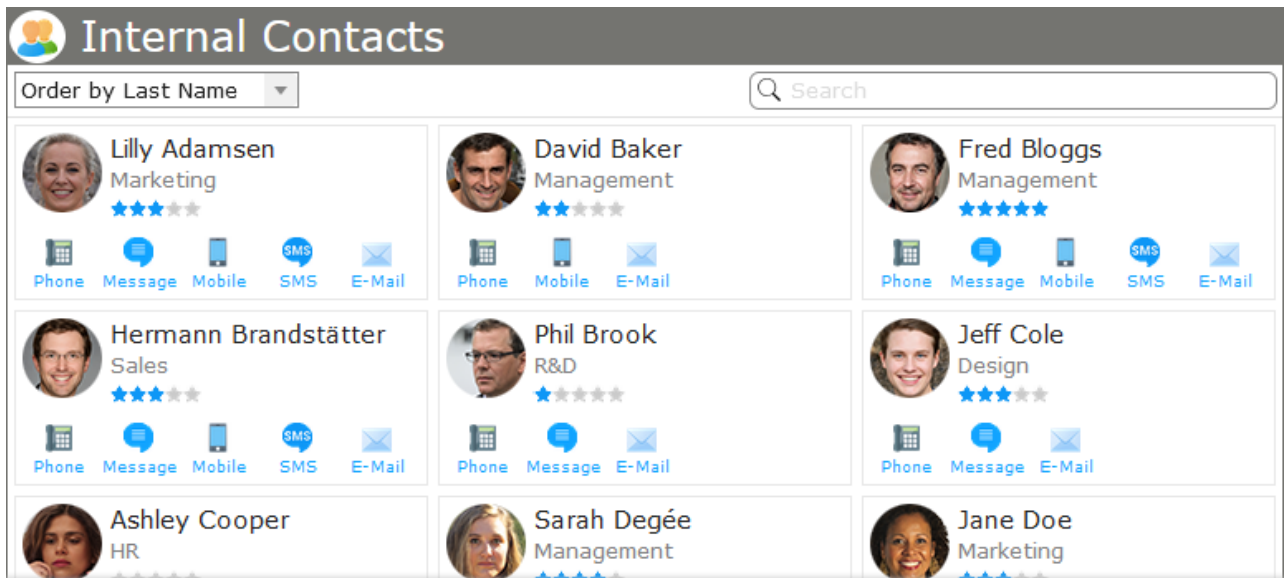 Internal Contacts
Order by Last Name
Search
Lilly Adamsen
Marketing
Phone Message Mobile SMS E-Mail
David Baker
Management
Phone Mobile E-Mail
Fred Bloggs
Management
Phone Message Mobile SMS E-Mail
Hermann Brandstätter
Sales
Phone Message Mobile SMS E-Mail
Phil Brook
R&D
Phone Message E-Mail
Jeff Cole
Design
Phone Message E-Mail
Ashley Cooper
HR
Sarah Degée
Management
Jane Doe
Marketing